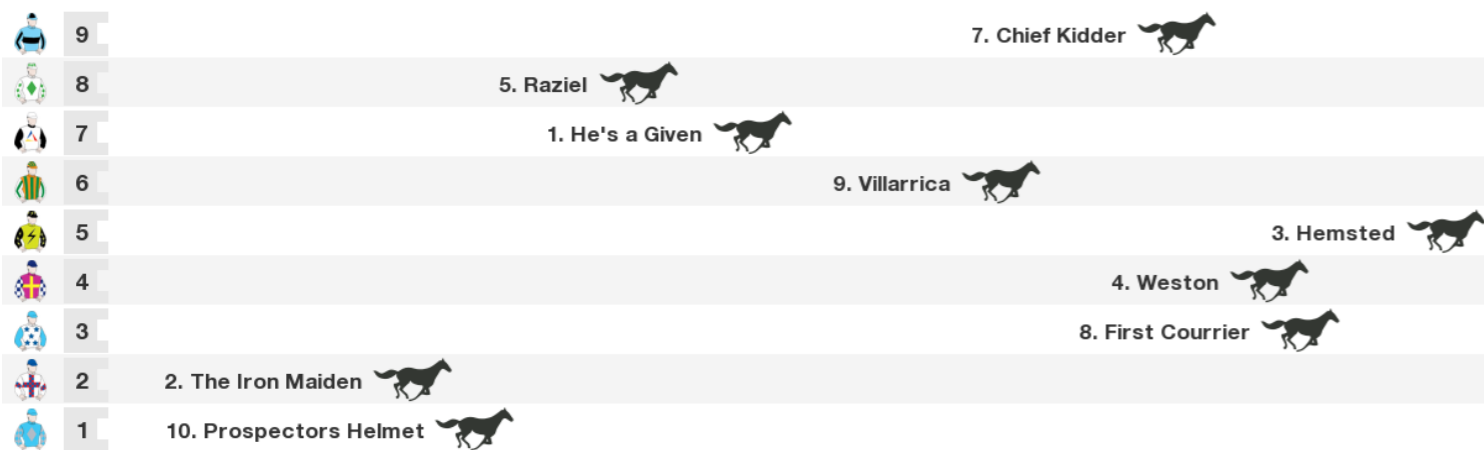 9 7. Chief Kidder
8 5. Raziel
7 1. He's a Given
6 9. Villarrica
5 3. Hemsted
4 4. Weston
3 8. First Courrier
2 2. The Iron Maiden
1 10. Prospectors Helmet